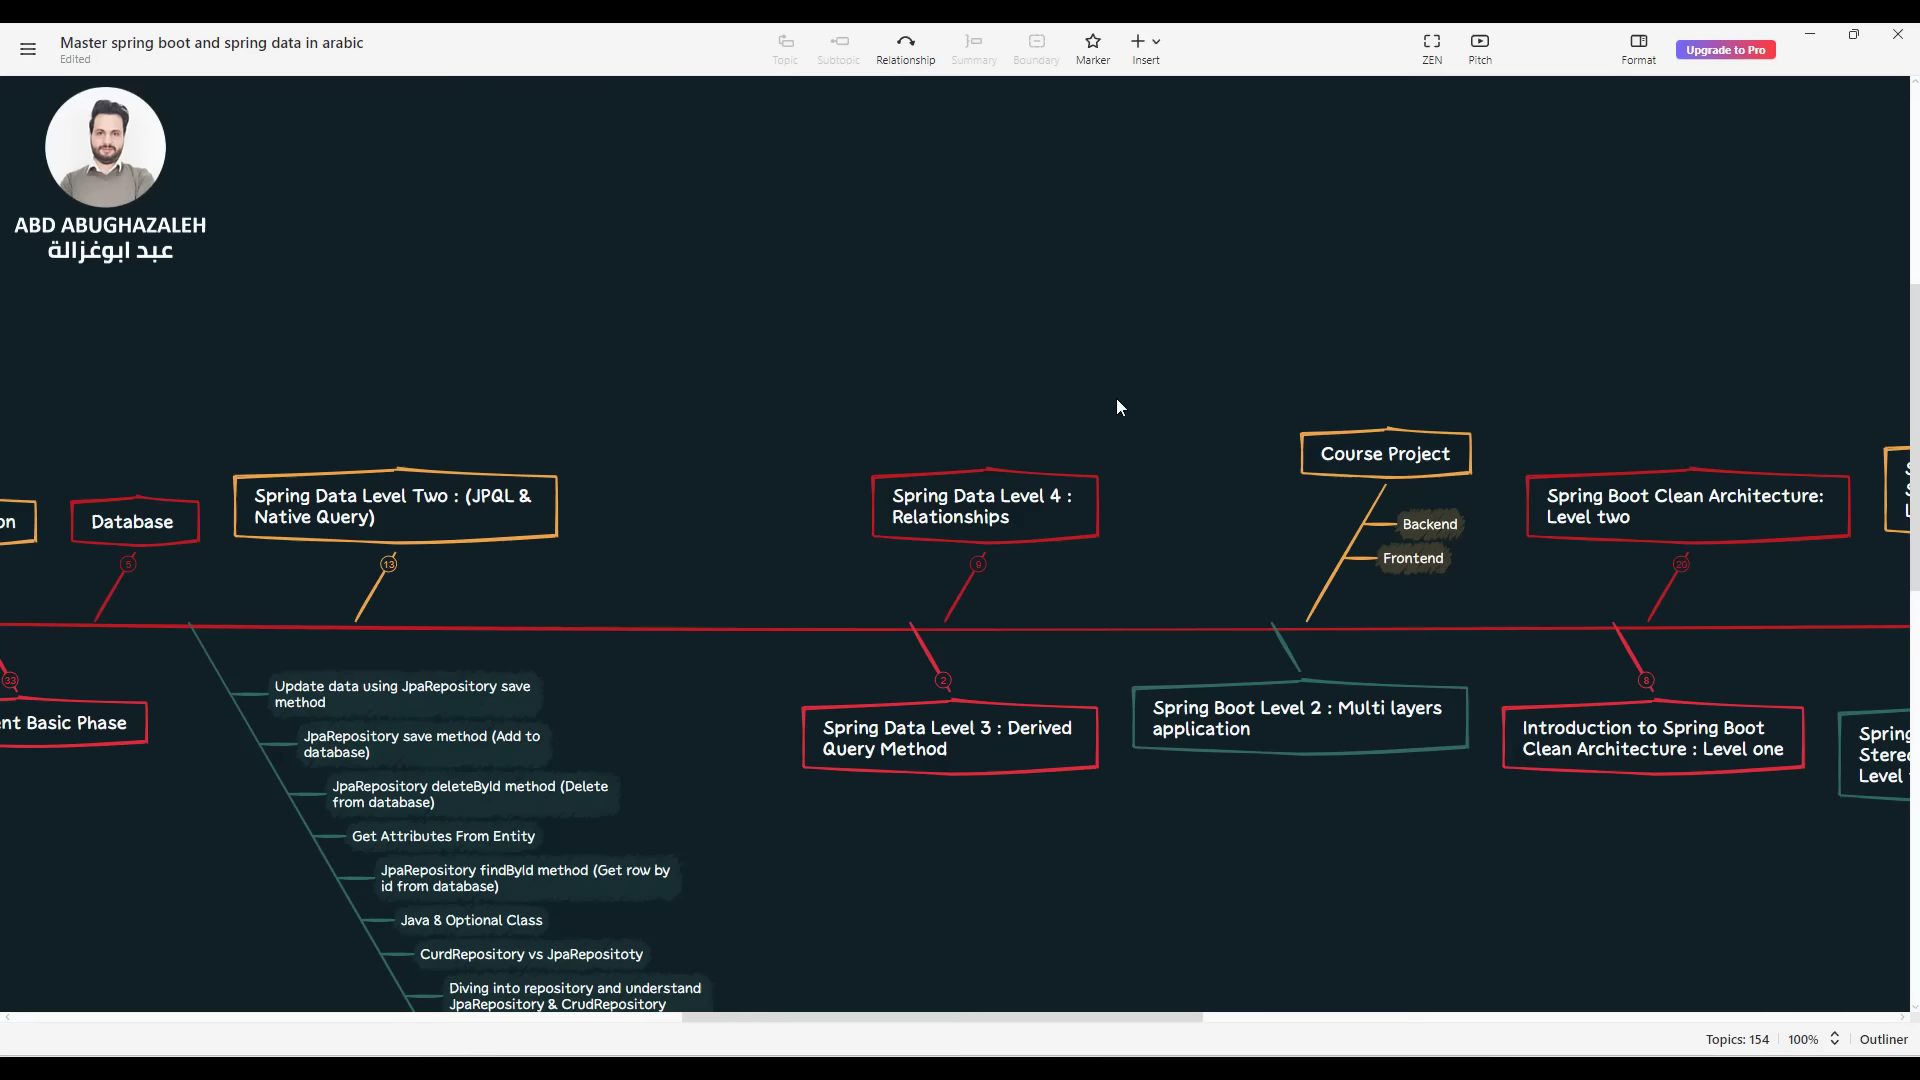 Master spring boot and spring data in arabic
Edited
Topic
Subtopic
Relationship
Summary
Boundary
Marker
Insert
ZEN
Pitch
Format
Upgrade to Pro
ABD ABUGHAZALEH
عبد ابوغزالة
Course Project
Backend
Frontend
on
Database
5
Spring Data Level Two : (JPQL &
Native Query)
13
Spring Data Level 4 :
Relationships
9
Spring Boot Clean Architecture:
Level two
20
33
nt Basic Phase
Update data using JpaRepository save
method
JpaRepository save method (Add to
database)
JpaRepository deleteById method (Delete
from database)
Get Attributes From Entity
JpaRepository findById method (Get row by
id from database)
Java 8 Optional Class
CurdRepository vs JpaRepositoty
Diving into repository and understand
JpaRepository & CrudRepository
2
Spring Data Level 3 : Derived
Query Method
Spring Boot Level 2 : Multi layers
application
8
Introduction to Spring Boot
Clean Architecture : Level one
Spring
Stere
Level
Topics: 154
100%
Outliner